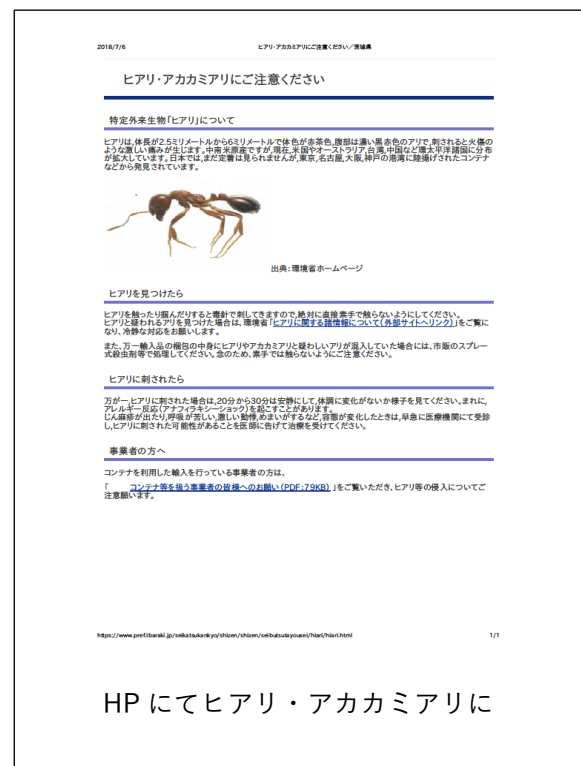 2018/7/6 ヒアリ・アカカミアリにご注意ください／茨城県
ヒアリ・アカカミアリにご注意ください
特定外来生物「ヒアリ」について
ヒアリは,体長が2.5ミリメートルから6ミリメートルで体色が赤茶色,腹部は濃い黒赤色のアリで,刺されると火傷の
ような激しい痛みが生じます。中南米原産ですが,現在,米国やオーストラリア,台湾,中国など環太平洋諸国に分布
が拡大しています。日本では,まだ定着は見られませんが,東京,名古屋,大阪,神戸の港湾に陸揚げされたコンテナ
などから発見されています。
出典：環境省ホームページ
ヒアリを見つけたら
ヒアリを触ったり掴んだりすると毒針で刺してきますので,絶対に直接素手で触らないようにしてください。
ヒアリと疑われるアリを見つけた場合は、環境省「ヒアリに関する諸情報について(外部サイトへリンク)」をご覧に
なり、冷静な対応をお願いします。
また、万一輸入品の梱包の中身にヒアリやアカカミアリと疑わしいアリが混入していた場合には、市販のスプレー
式殺虫剤等で処理してください。念のため、素手では触らないようにご注意ください。
ヒアリに刺されたら
万が一,ヒアリに刺された場合は,20分から30分は安静にして,体調に変化がないか様子を見てください。まれに,
アレルギー反応(アナフィラキシーショック)を起こすことがあります。
じん麻疹が出たり,呼吸が苦しい,激しい動悸,めまいがするなど,容態が変化したときは,早急に医療機関にて受診
し,ヒアリに刺された可能性があることを医師に告げて治療を受けてください。
事業者の方へ
コンテナを利用した輸入を行っている事業者の方は、
「 コンテナ等を扱う事業者の皆様へのお願い(PDF:79KB) 」をご覧いただき、ヒアリ等の侵入についてご
注意願います。
https://www.pref.ibaraki.jp/seikatsukankyo/shizen/shizen/seibutsutayousei/hiari/hiari.html 1/1
HP にてヒアリ・アカカミアリに